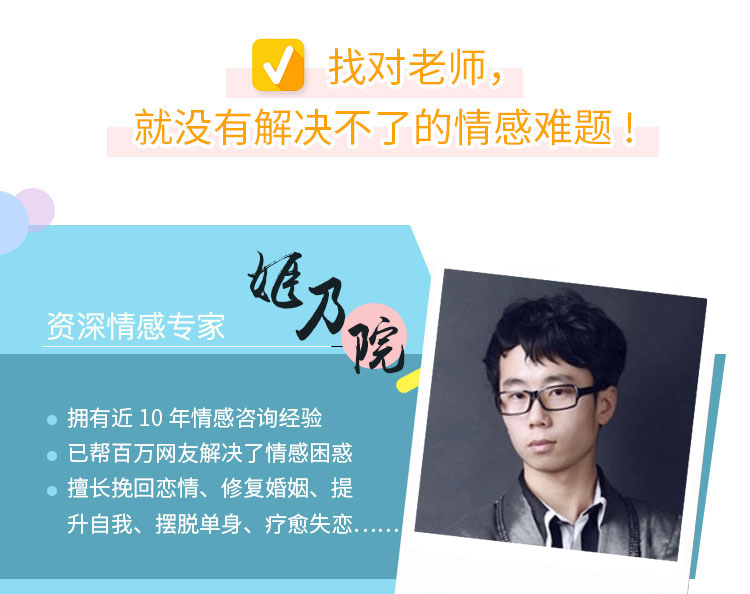 找对老师，
就没有解决不了的情感难题！
资深情感专家
姬乃院
拥有近 10 年情感咨询经验
已帮百万网友解决了情感困惑
擅长挽回恋情、修复婚姻、提
升自我、摆脱单身、疗愈失恋……